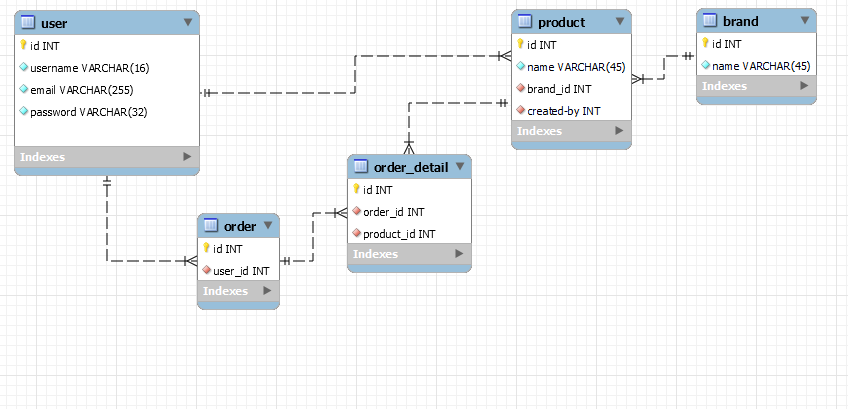 user
id INT
username VARCHAR(16)
email VARCHAR(255)
password VARCHAR(32)
Indexes
product
id INT
name VARCHAR(45)
brand_id INT
created-by INT
Indexes
brand
id INT
name VARCHAR(45)
Indexes
order_detail
id INT
order_id INT
product_id INT
Indexes
order
id INT
user_id INT
Indexes